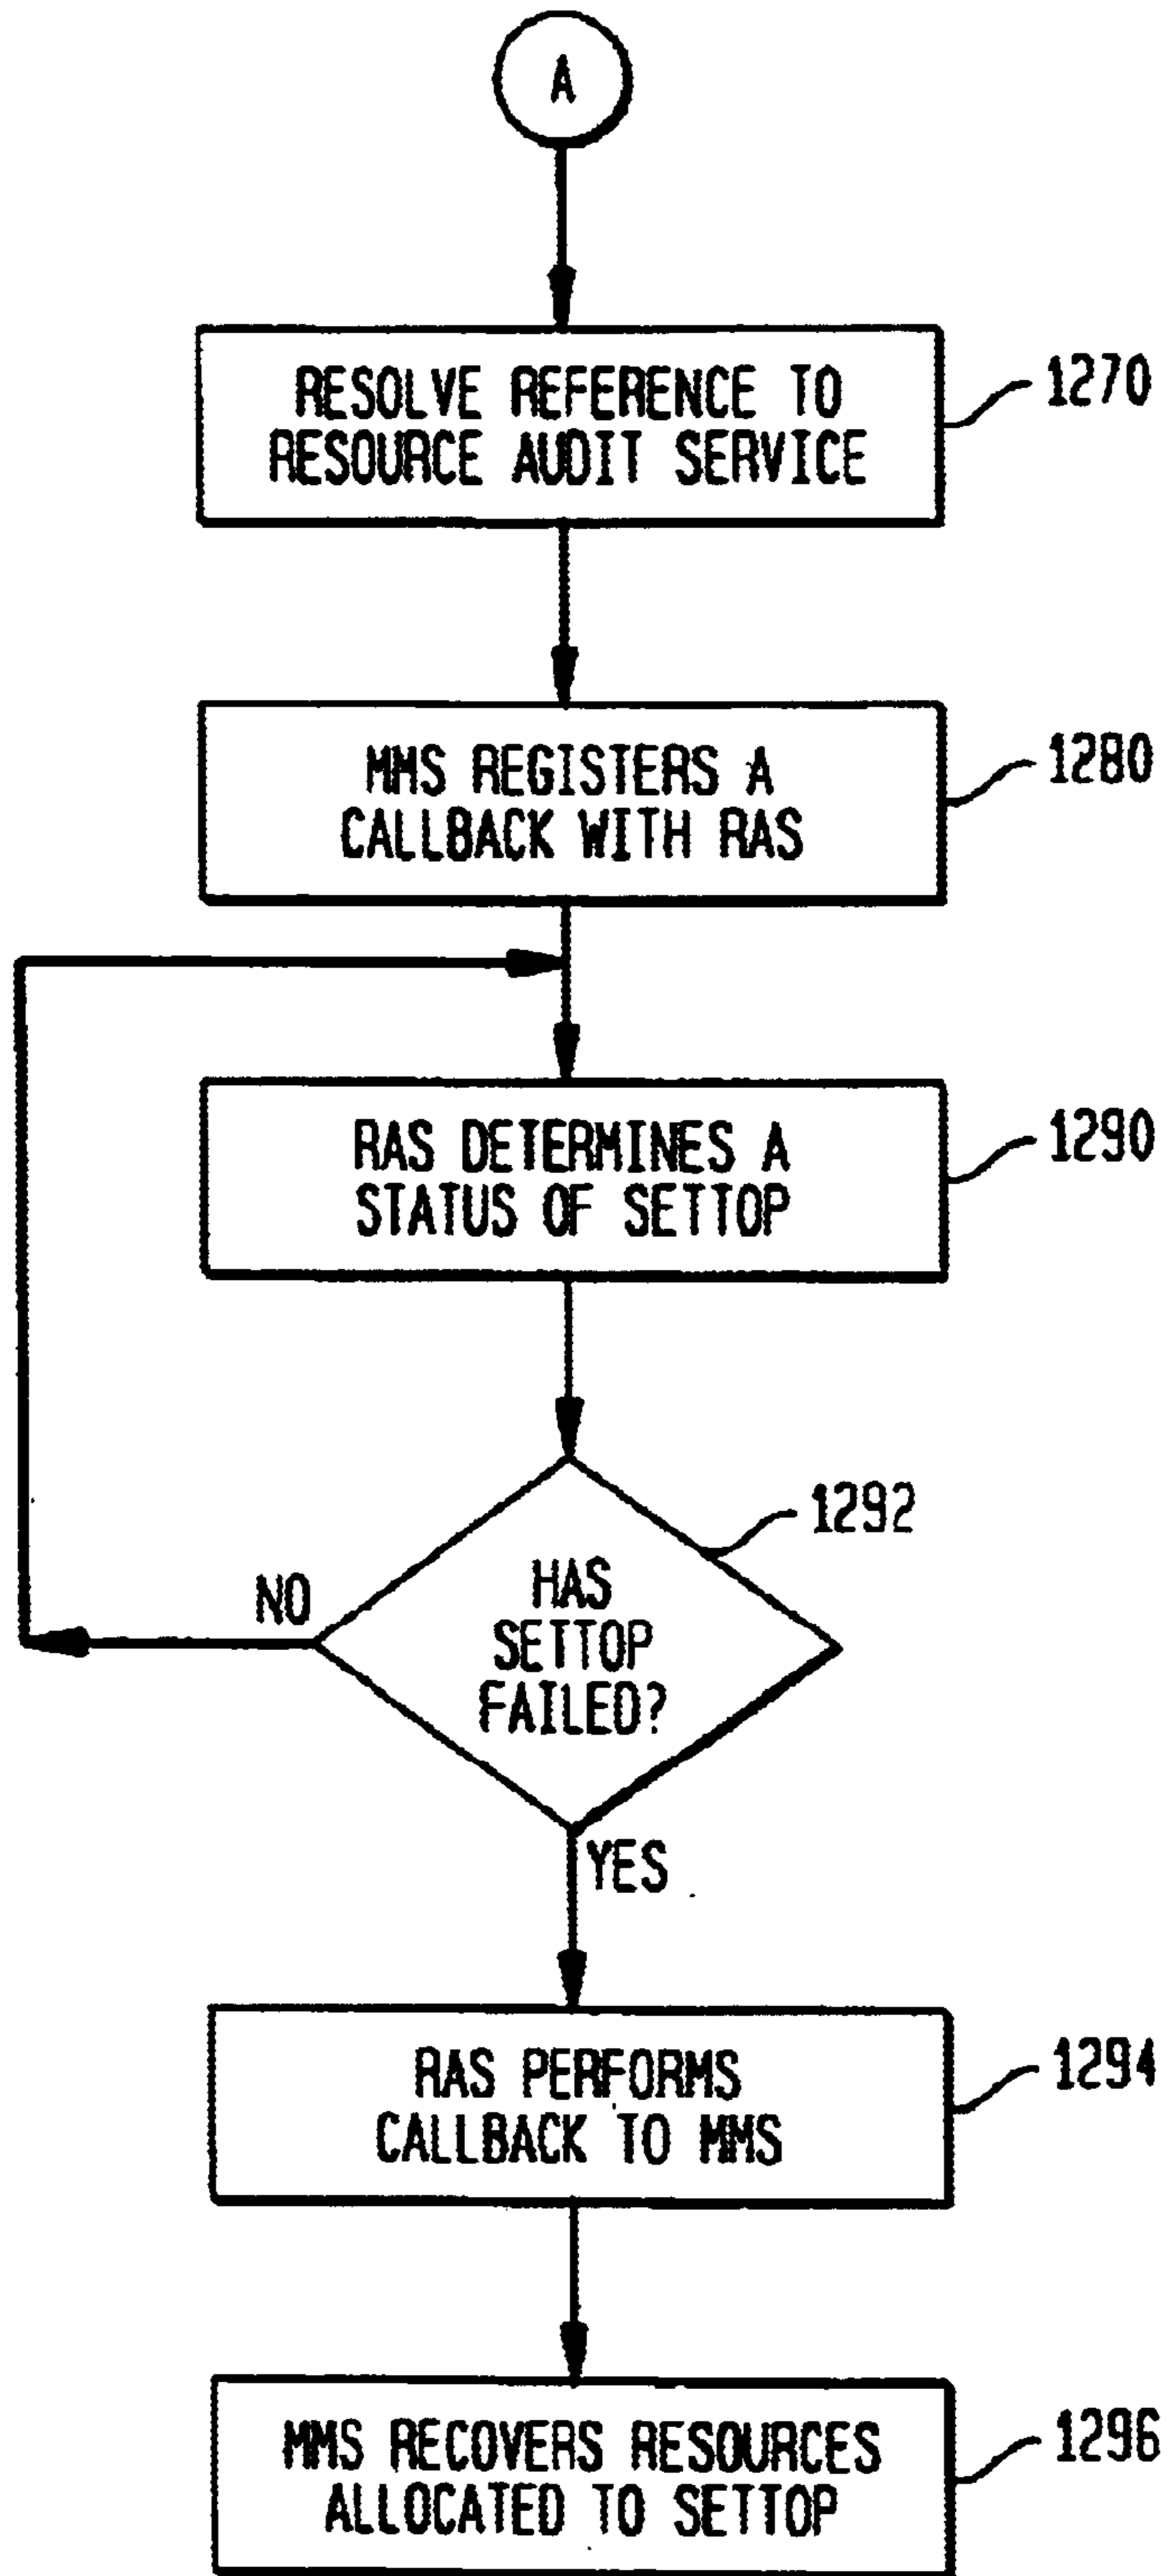 A
RESOLVE REFERENCE TO
RESOURCE AUDIT SERVICE
1270
MMS REGISTERS A
CALLBACK WITH RAS
1280
RAS DETERMINES A
STATUS OF SETTOP
1290
1292
HAS
SETTOP
FAILED?
NO
YES
RAS PERFORMS
CALLBACK TO MMS
1294
MMS RECOVERS RESOURCES
ALLOCATED TO SETTOP
1296